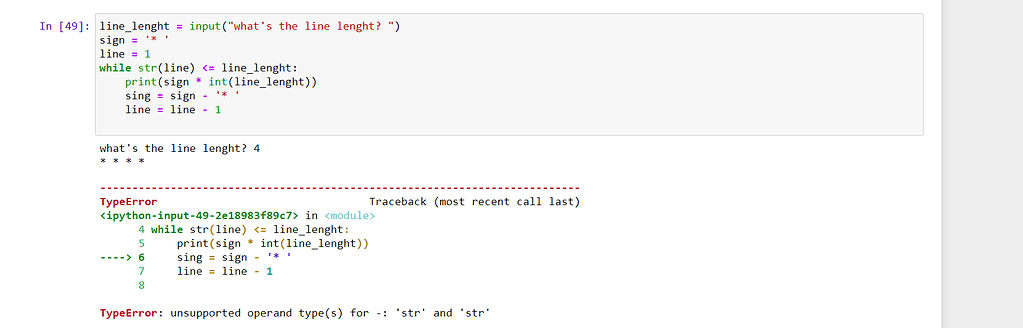 In [49]: line_lenght = input("what's the line lenght? ")
sign = '* '
line = 1
while str(line) <= line_lenght:
    print(sign * int(line_lenght))
    sing = sign - '* '
    line = line - 1
what's the line lenght? 4
* * * *
---------------------------------------------------------------------------
TypeError                                 Traceback (most recent call last)
<ipython-input-49-2e18983f89c7> in <module>
      4 while str(line) <= line_lenght:
      5     print(sign * int(line_lenght))
----> 6     sing = sign - '* '
      7     line = line - 1
      8
TypeError: unsupported operand type(s) for -: 'str' and 'str'